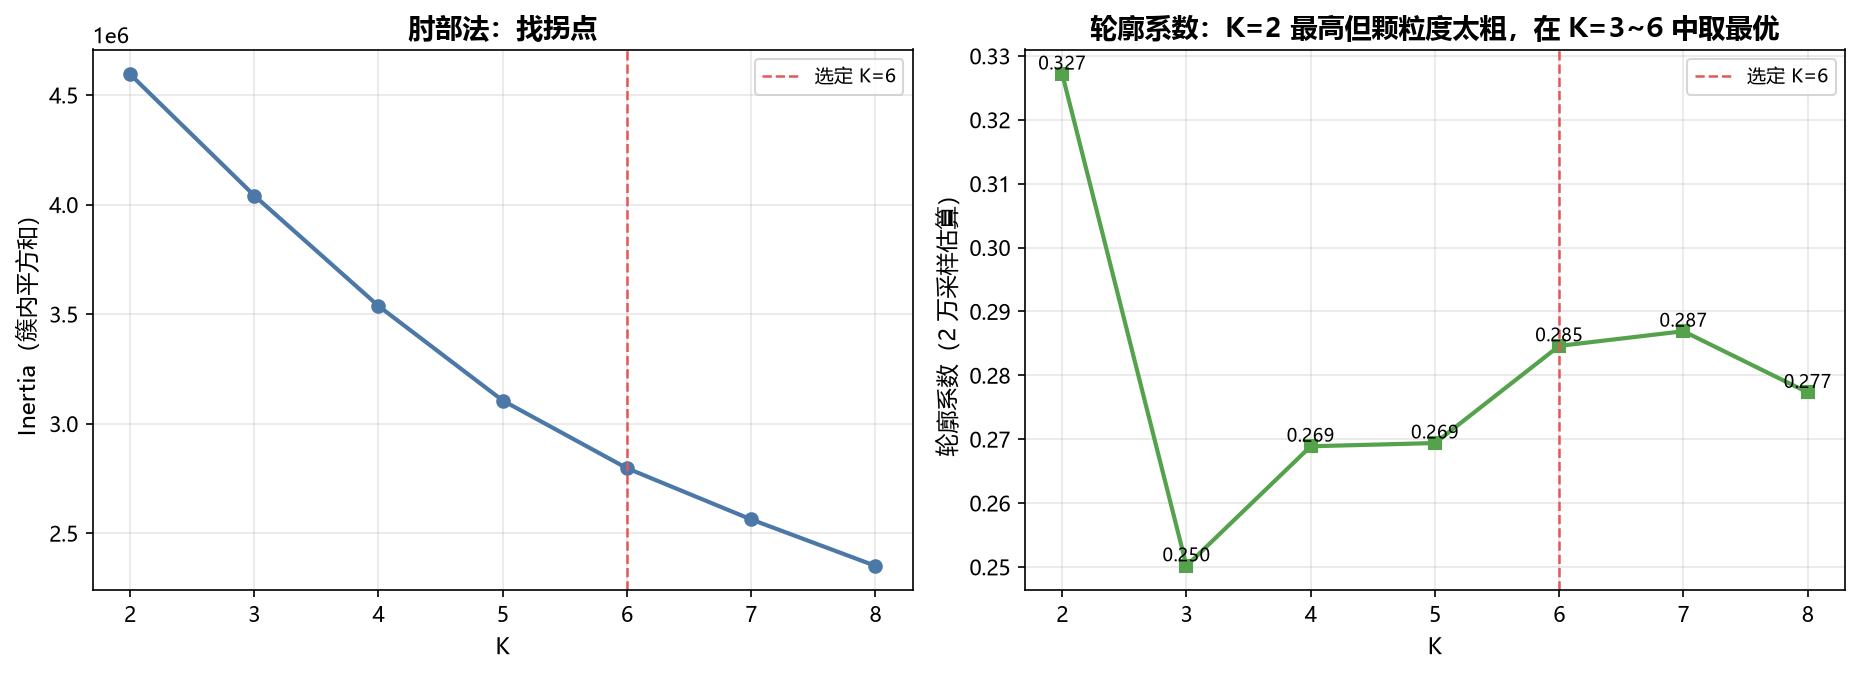 肘部法：找拐点
1e6
选定 K=6
4.5
4.0
3.5
3.0
2.5
Inertia（簇内平方和）
2 3 4 5 6 7 8
K
轮廓系数：K=2 最高但颗粒度太粗，在 K=3~6 中取最优
选定 K=6
0.33
0.32
0.31
0.30
0.29
0.28
0.27
0.26
0.25
轮廓系数（2 万采样估算）
0.327
0.250
0.269
0.269
0.285
0.287
0.277
2 3 4 5 6 7 8
K